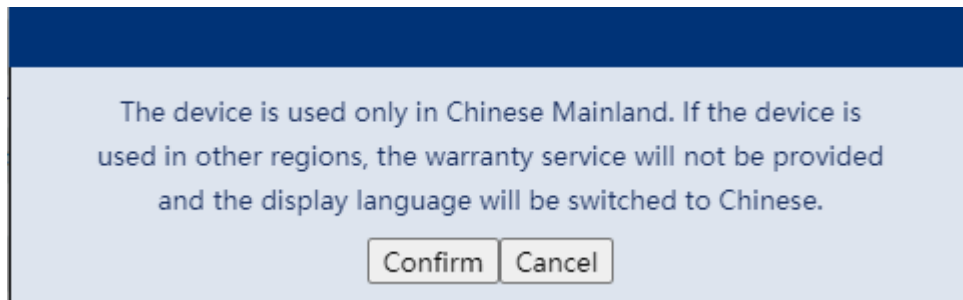 The device is used only in Chinese Mainland. If the device is
used in other regions, the warranty service will not be provided
and the display language will be switched to Chinese.
Confirm Cancel